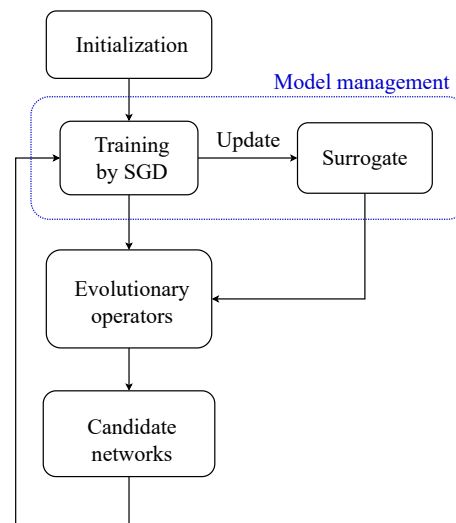 Initialization
Model management
Training
by SGD
Update
Surrogate
Evolutionary
operators
Candidate
networks